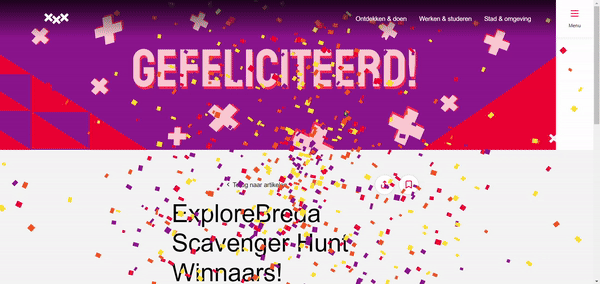 Ontdekken & doen
Werken & studeren
Stad & omgeving
Menu
GEFELICITEERD!
Terug naar artikelen
ExploreBreda
Scavenger Hunt
Winnaars!